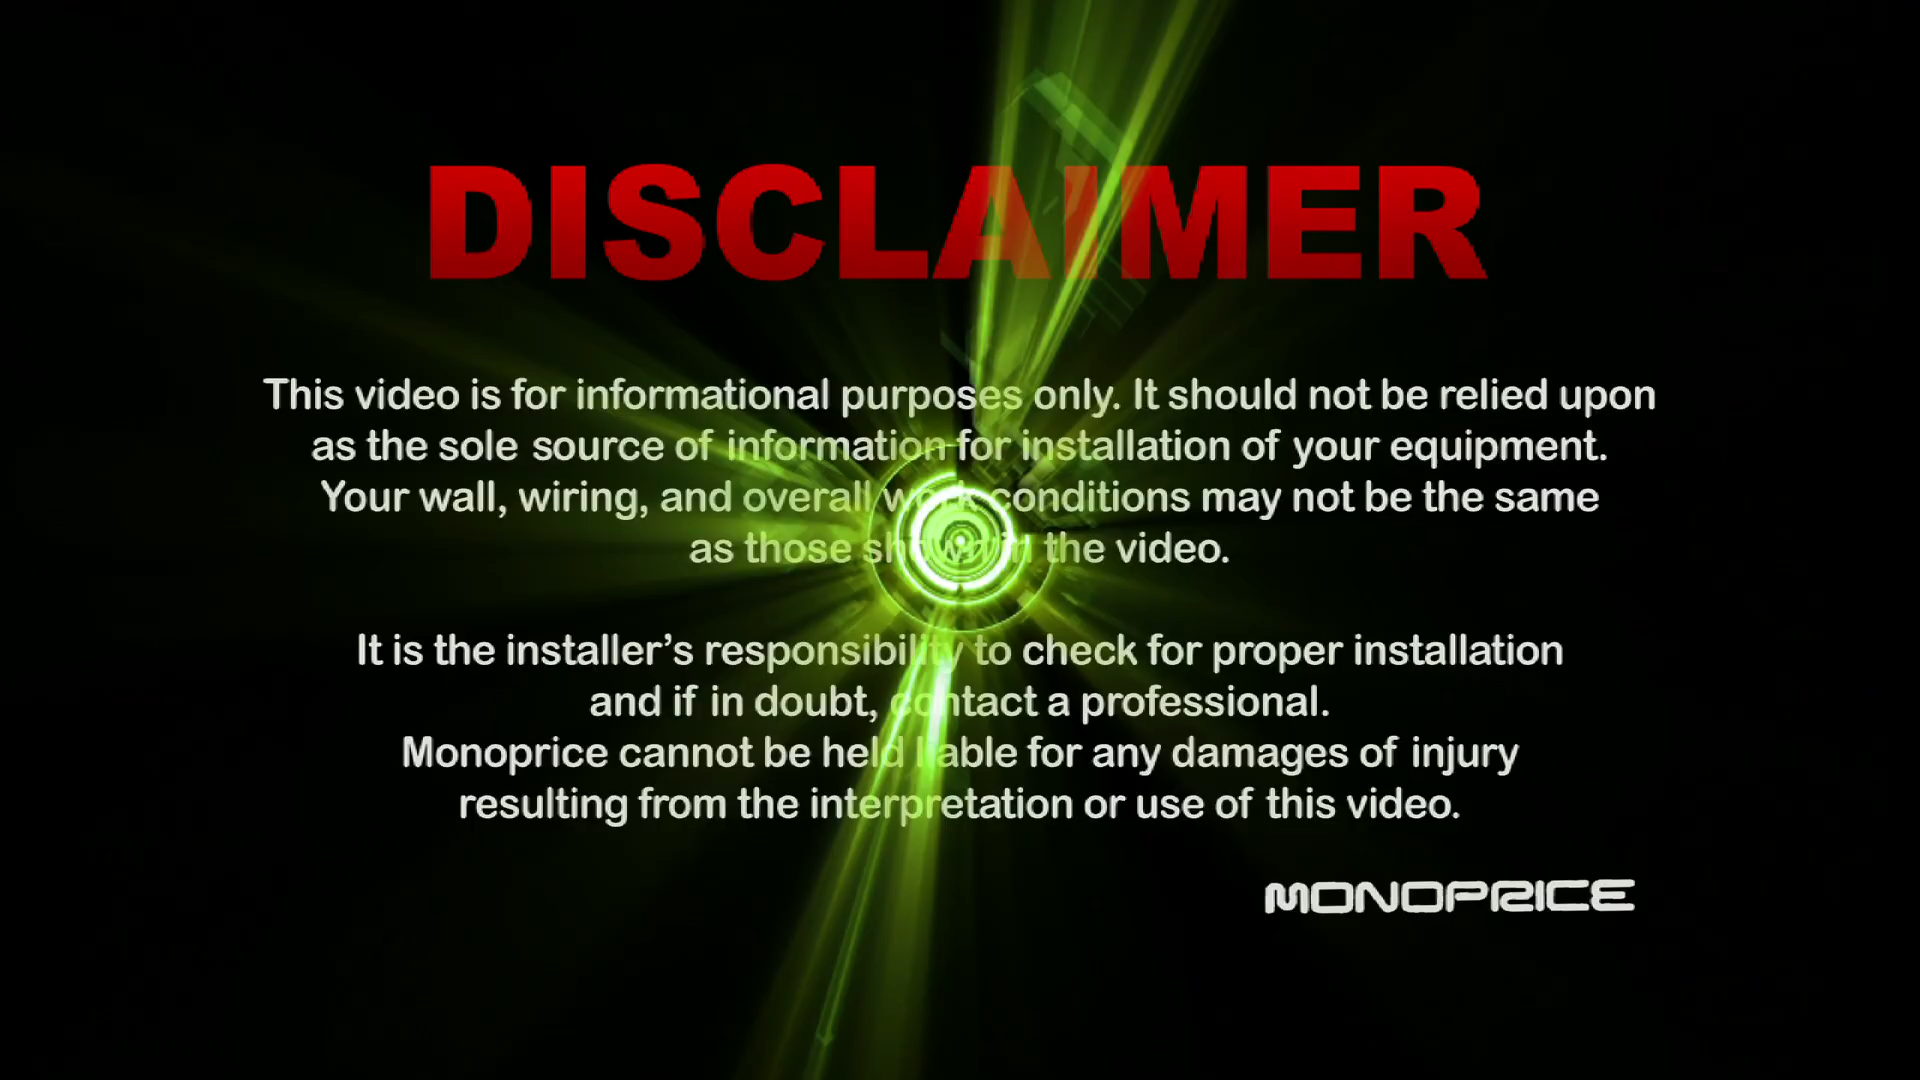 DISCLAIMER
This video is for informational purposes only. It should not be relied upon
as the sole source of information for installation of your equipment.
Your wall, wiring, and overall work conditions may not be the same
as those shown in the video.
It is the installer’s responsibility to check for proper installation
and if in doubt, contact a professional.
Monoprice cannot be held liable for any damages of injury
resulting from the interpretation or use of this video.
MONOPRICE